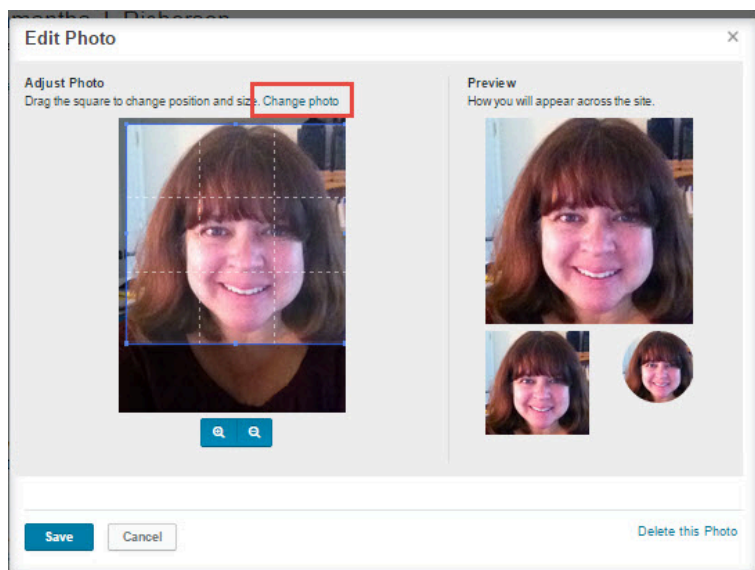 Edit Photo
×
Adjust Photo
Drag the square to change position and size. Change photo
Preview
How you will appear across the site.
Save
Cancel
Delete this Photo